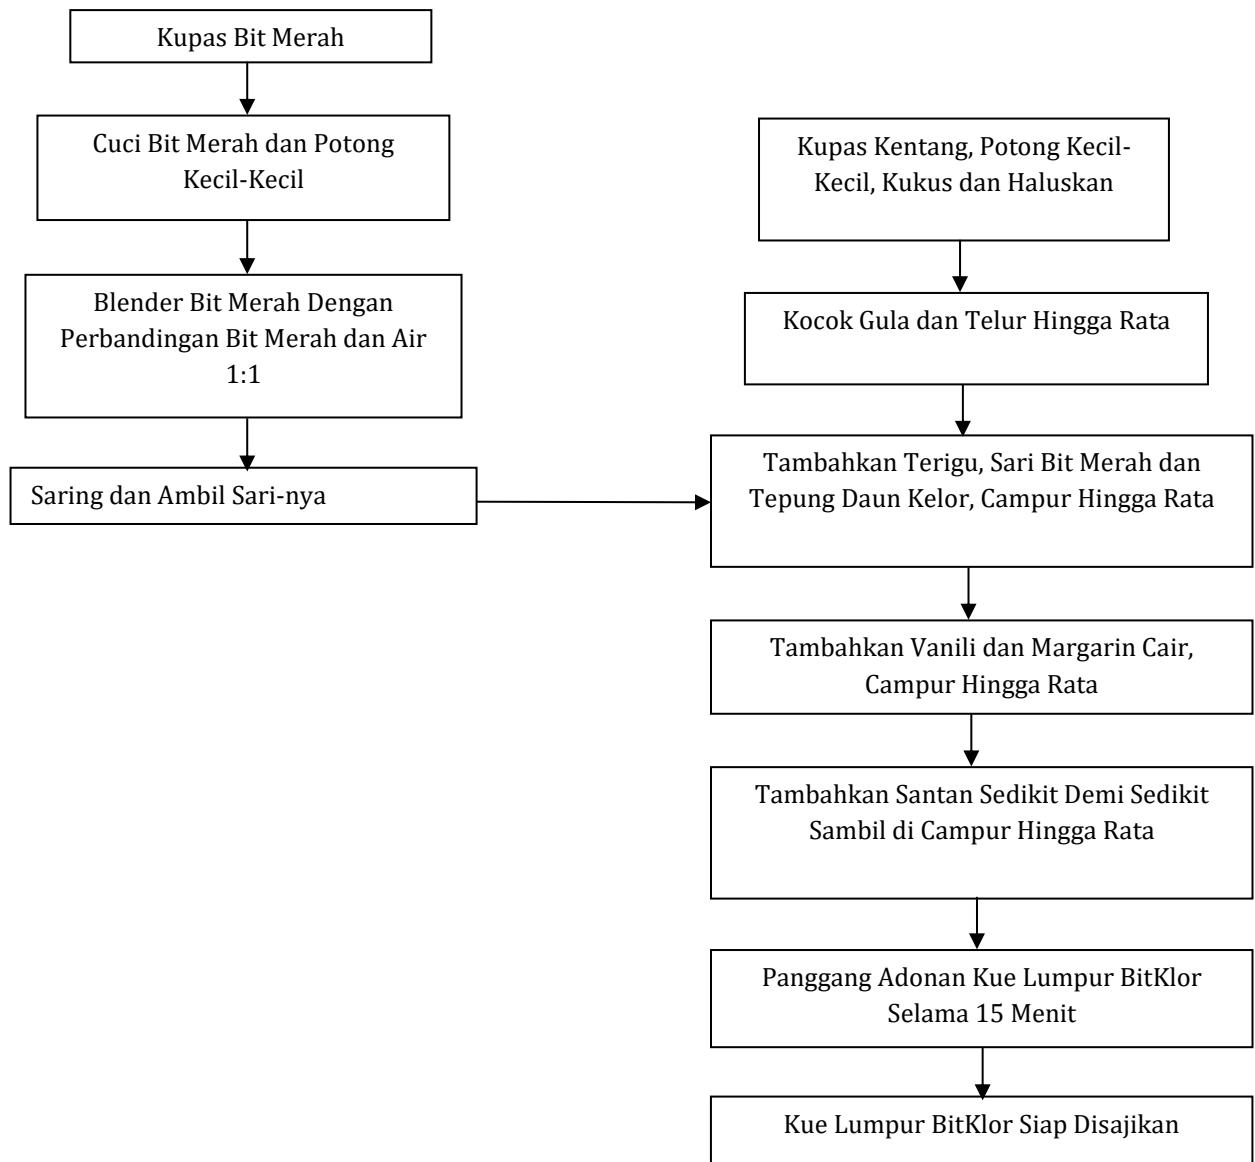 Kupas Bit Merah
Cuci Bit Merah dan Potong
Kecil-Kecil
Blender Bit Merah Dengan
Perbandingan Bit Merah dan Air
1:1
Saring dan Ambil Sari-nya
Kupas Kentang, Potong Kecil-
Kecil, Kukus dan Haluskan
Kocok Gula dan Telur Hingga Rata
Tambahkan Terigu, Sari Bit Merah dan
Tepung Daun Kelor, Campur Hingga Rata
Tambahkan Vanili dan Margarin Cair,
Campur Hingga Rata
Tambahkan Santan Sedikit Demi Sedikit
Sambil di Campur Hingga Rata
Panggang Adonan Kue Lumpur BitKlor
Selama 15 Menit
Kue Lumpur BitKlor Siap Disajikan